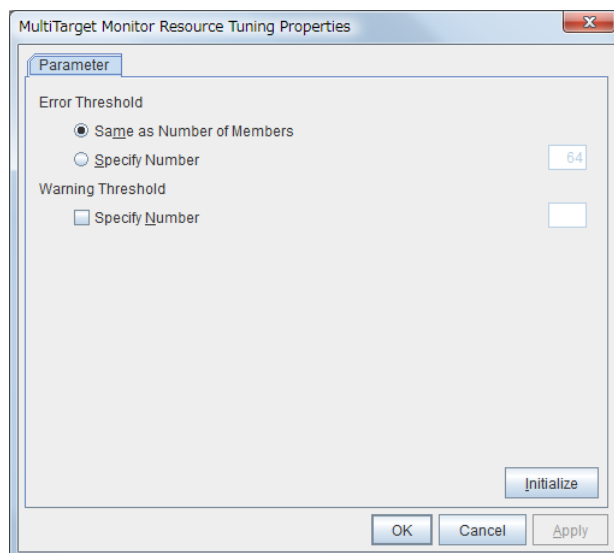 MultiTarget Monitor Resource Tuning Properties
Parameter
Error Threshold
Same as Number of Members
Specify Number 64
Warning Threshold
Specify Number
Initialize
OK Cancel Apply